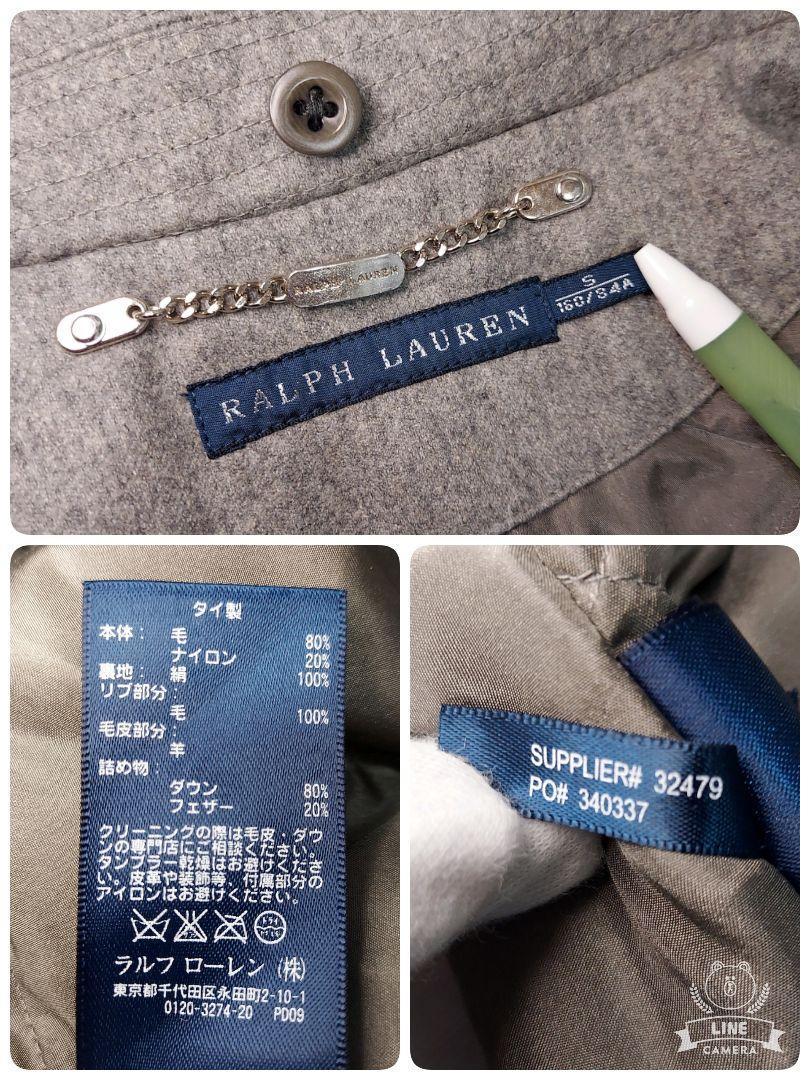 RALPH LAUREN
RALPH LAUREN
S
160/84A
タイ製
本体： 毛 80%
ナイロン 20%
裏地： 絹 100%
リブ部分：
毛 100%
毛皮部分：
羊
詰め物：
ダウン 80%
フェザー 20%
クリーニングの際は毛皮・ダウ
ンの専門店にご相談ください。
タンブラー乾燥はお避けくださ
い。皮革や装飾等、付属部分の
アイロンはお避けください。
ラルフ ローレン（株）
東京都千代田区永田町2-10-1
0120-3274-20 PD09
SUPPLIER# 32479
PO# 340337
LINE
CAMERA